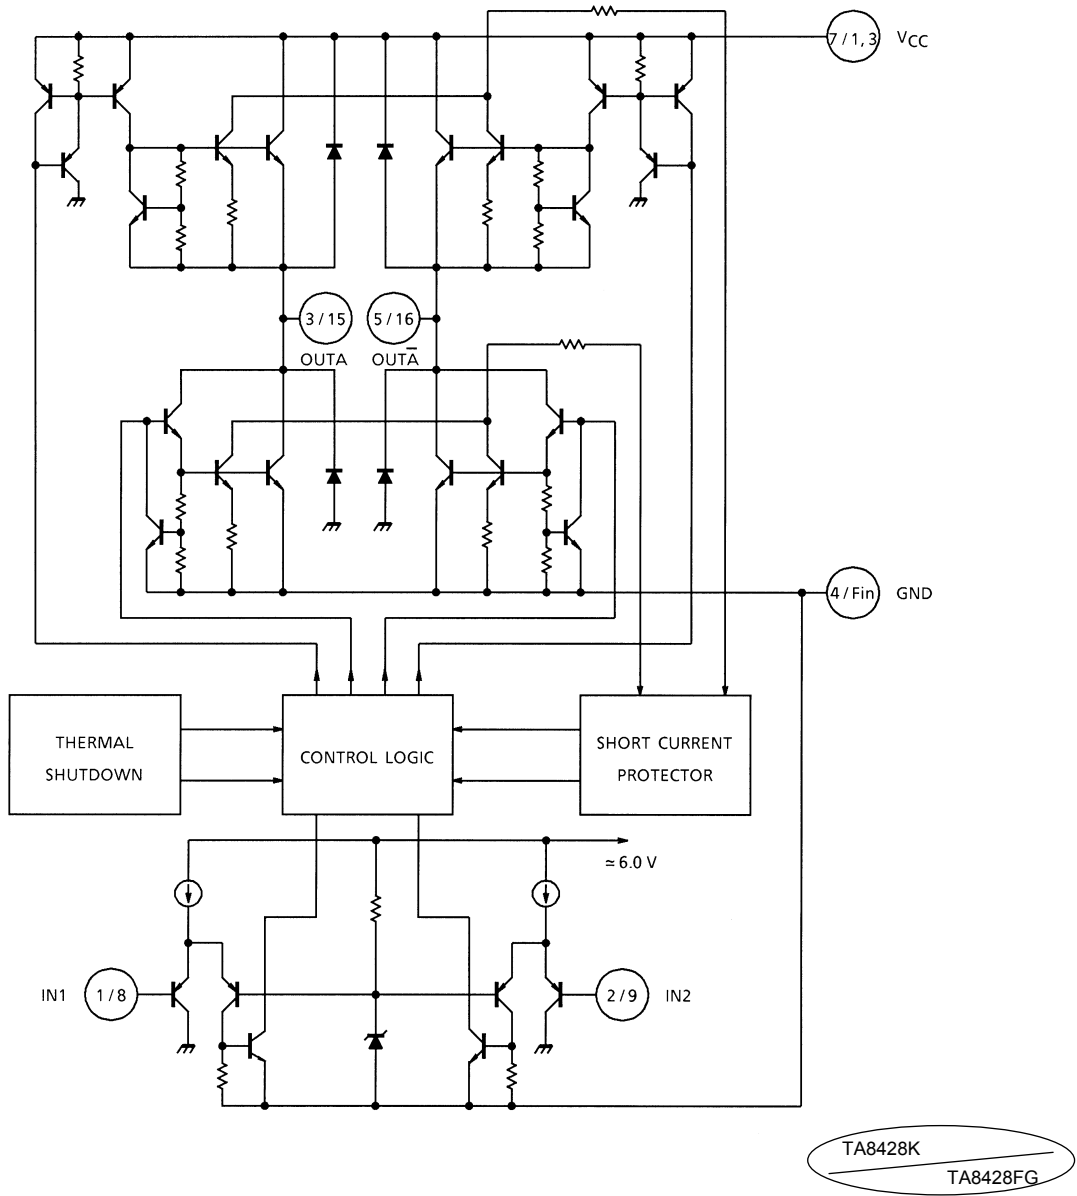 7 / 1, 3 VCC
3 / 15 5 / 16
OUTA OUTA̅
4 / Fin GND
THERMAL
SHUTDOWN
CONTROL LOGIC
SHORT CURRENT
PROTECTOR
≃ 6.0 V
IN1 1 / 8 2 / 9 IN2
TA8428K
TA8428FG